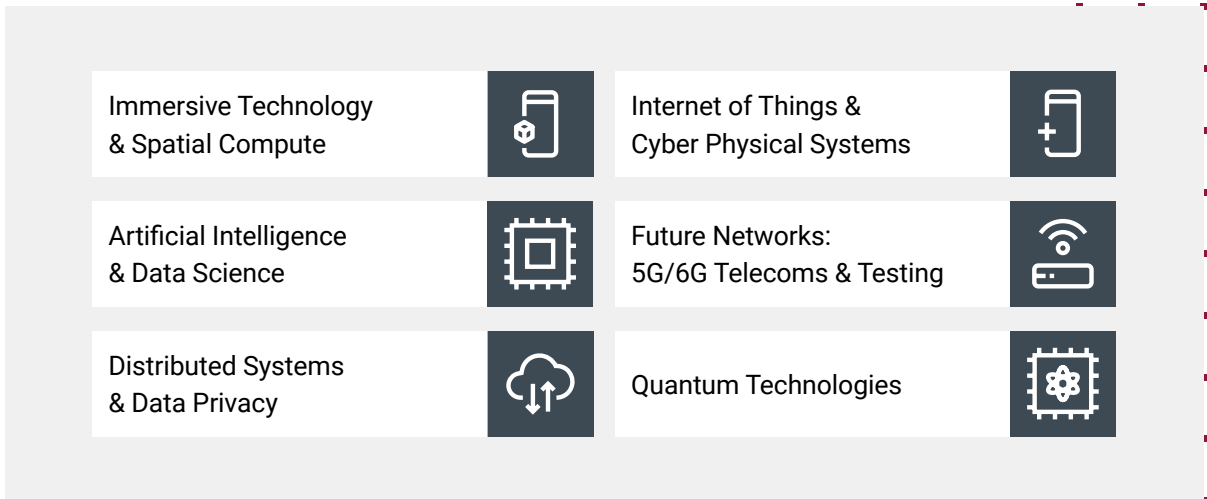 Immersive Technology
& Spatial Compute
Internet of Things &
Cyber Physical Systems
Artificial Intelligence
& Data Science
Future Networks:
5G/6G Telecoms & Testing
Distributed Systems
& Data Privacy
Quantum Technologies